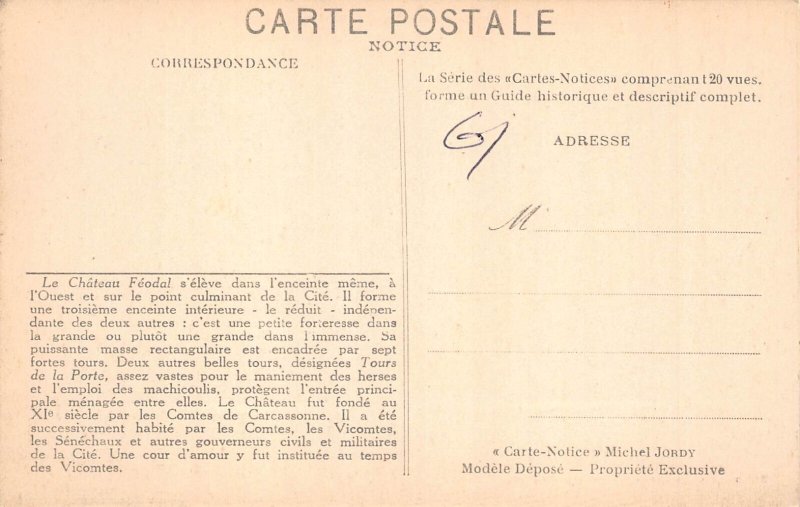 CARTE POSTALE
NOTICE
CORRESPONDANCE
Le Château Féodal s'élève dans l'enceinte même, à
l'Ouest et sur le point culminant de la Cité. Il forme
une troisième enceinte intérieure - le réduit - indépen-
dante des deux autres : c'est une petite forteresse dans
la grande ou plutôt une grande dans l'immense. Sa
puissante masse rectangulaire est encadrée par sept
fortes tours. Deux autres belles tours, désignées Tours
de la Porte, assez vastes pour le maniement des herses
et l'emploi des machicoulis, protègent l'entrée princi-
pale ménagée entre elles. Le Château fut fondé au
XIe siècle par les Comtes de Carcassonne. Il a été
successivement habité par les Comtes, les Vicomtes,
les Sénéchaux et autres gouverneurs civils et militaires
de la Cité. Une cour d'amour y fut instituée au temps
des Vicomtes.
La Série des «Cartes-Notices» comprenant 20 vues.
forme un Guide historique et descriptif complet.
ADRESSE
M
« Carte-Notice » Michel JORDY
Modèle Déposé — Propriété Exclusive